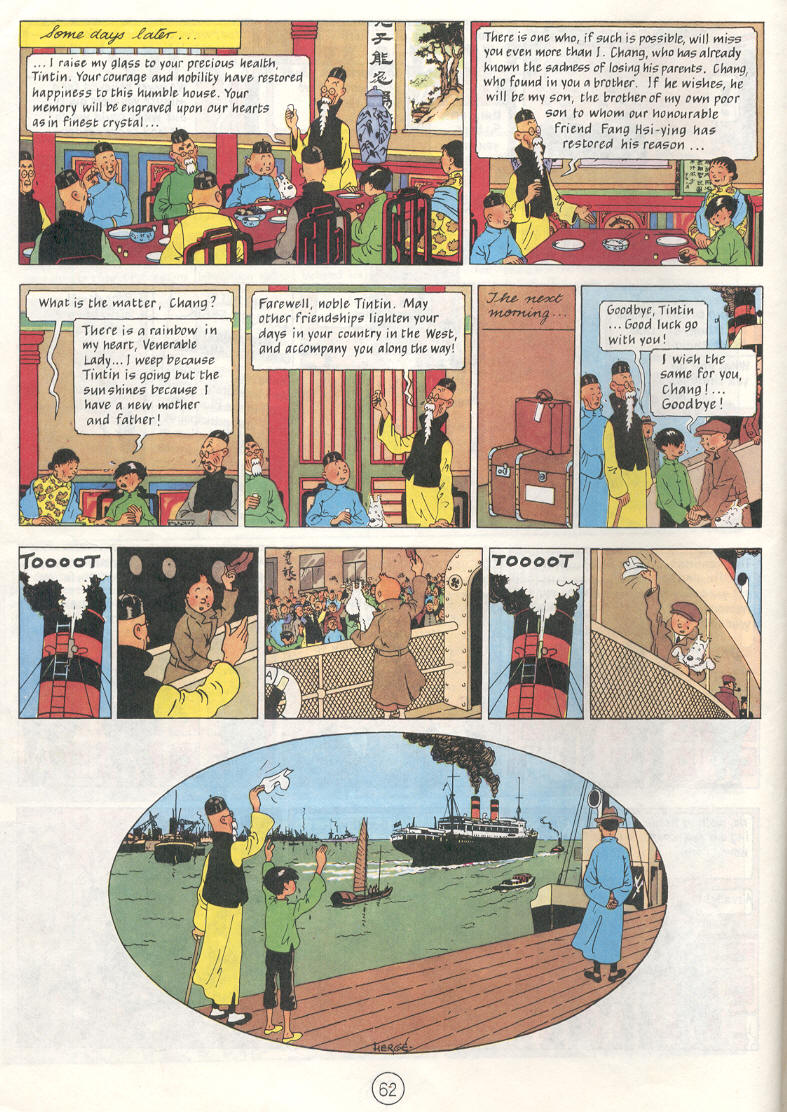 Some days later...
...I raise my glass to your precious health,
Tintin. Your courage and nobility have restored
happiness to this humble house. Your
memory will be engraved upon our hearts
as in finest crystal...
There is one who, if such is possible, will miss
you even more than I. Chang, who has already
known the sadness of losing his parents. Chang,
who found in you a brother. If he wishes, he
will be my son, the brother of my own poor
son to whom our honourable
friend Fang Hsi-ying has
restored his reason...
What is the matter, Chang?
There is a rainbow in
my heart, Venerable
Lady... I weep because
Tintin is going but the
sun shines because I
have a new mother
and father!
Farewell, noble Tintin. May
other friendships lighten your
days in your country in the West,
and accompany you along the way!
The next
morning...
Goodbye, Tintin
...Good luck go
with you!
I wish the
same for you,
Chang!...
Goodbye!
TOOOOT
TOOOOT
HERGÉ.
62